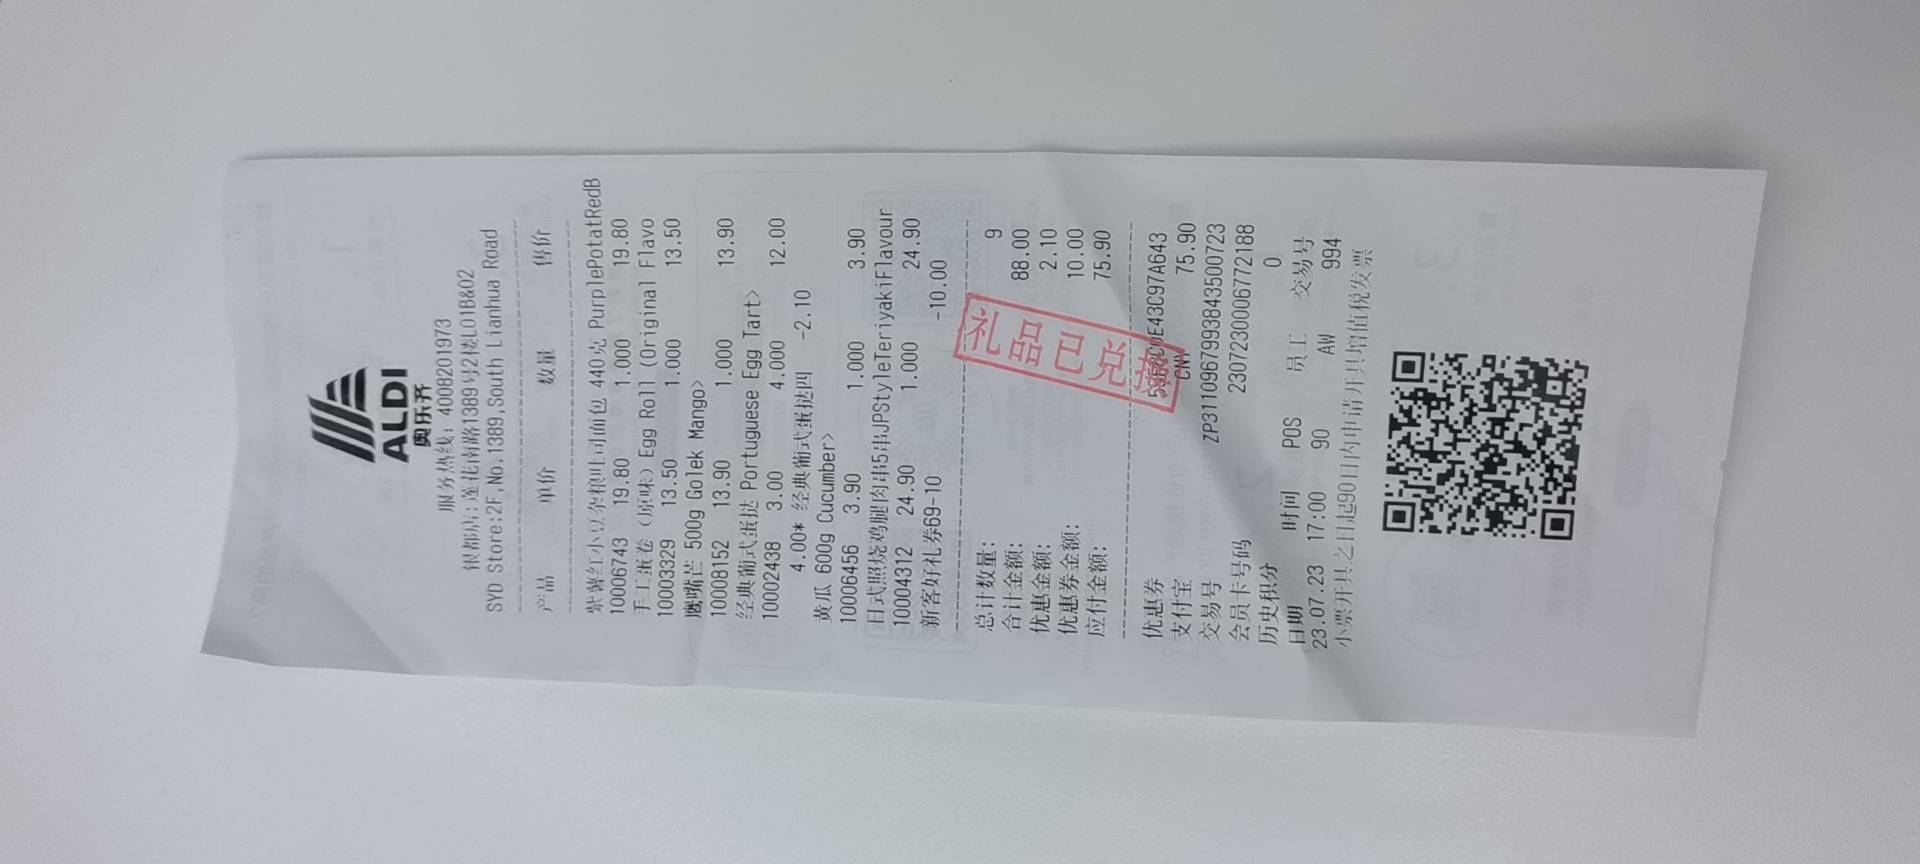 ALDI
奥乐齐
服务热线: 4008201973
银都店:莲花南路1389号2楼L01B&02
SYD Store:2F,No.1389,South Lianhua Road
产品 单价 数量 售价
紫薯红小豆杂粮吐司面包 440克 PurplePotatRedB
10006743 19.80 1.000 19.80
手工蛋卷（原味）Egg Roll (Original Flavo
10003329 13.50 1.000 13.50
鹰嘴芒 500g GoLek Mango>
10008152 13.90 1.000 13.90
经典葡式蛋挞 Portuguese Egg Tart>
10002438 3.00 4.000 12.00
4.00* 经典葡式蛋挞四 -2.10
黄瓜 600g Cucumber>
10006456 3.90 1.000 3.90
日式照烧鸡腿肉串5串JPStyleTeriyakiFlavour
10004312 24.90 1.000 24.90
新客好礼券69-10 -10.00
总计数量: 9
合计金额: 88.00
优惠金额: 2.10
优惠券金额: 10.00
应付金额: 75.90
礼品已兑换
优惠券
支付宝 CNY 75.90
交易号 ZP31109679938435007​23
会员卡号码 2307230006772188
历史积分 0
日期 时间 POS 员工 交易号
23.07.23 17:00 90 AW 994
小票开具之日起90日内申请开具增值税发票